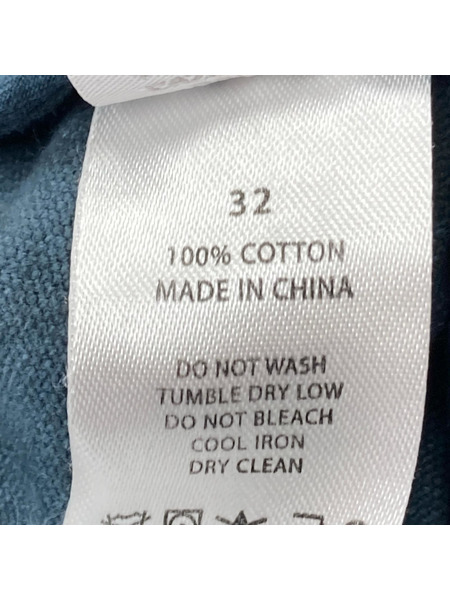 32
100% COTTON
MADE IN CHINA
DO NOT WASH
TUMBLE DRY LOW
DO NOT BLEACH
COOL IRON
DRY CLEAN